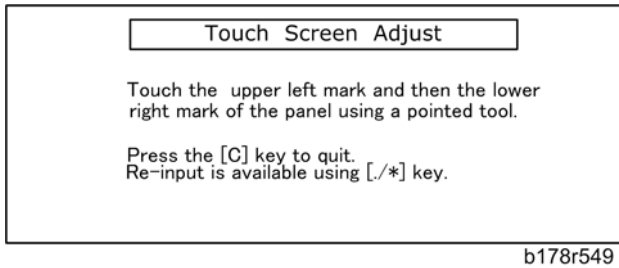 Touch Screen Adjust
Touch the upper left mark and then the lower
right mark of the panel using a pointed tool.
Press the [C] key to quit.
Re-input is available using [./*] key.
b178r549